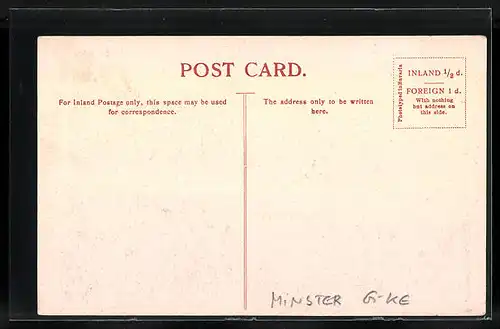 POST CARD.
For Inland Postage only, this space may be used
for correspondence.
The address only to be written
here.
Phototyped in Bavaria
INLAND 1/2 d.
FOREIGN 1 d.
With nothing
but address on
this side.
MINSTER